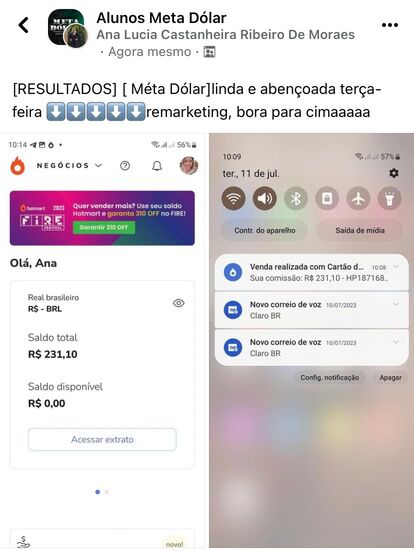 Alunos Meta Dólar
Ana Lucia Castanheira Ribeiro De Moraes
· Agora mesmo ·
[RESULTADOS] [ Méta Dólar]linda e abençoada terça-
feira ⬇️⬇️⬇️⬇️⬇️remarketing, bora para cimaaaaa
10:14
56%
NEGÓCIOS
hotmart 2023
FIRE
FESTIVAL
Quer vender mais? Use seu saldo
Hotmart e garanta 310 OFF no FIRE!
Garantir 310 OFF
Olá, Ana
Real brasileiro
R$ - BRL
Saldo total
R$ 231,10
Saldo disponível
R$ 0,00
Acessar extrato
novo!
10:09
57%
ter., 11 de jul.
Contr. do aparelho
Saída de mídia
Venda realizada com Cartão d... 10:08
Sua comissão: R$ 231,10 - HP187168..
Novo correio de voz 10/07/2023
Claro BR
Novo correio de voz 10/07/2023
Claro BR
Config. notificação
Apagar